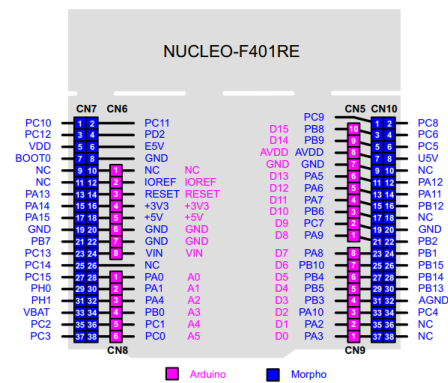 NUCLEO-F401RE
CN7 CN6 CN5 CN10
PC9
PC10 1 2 PC11 1 2 PC8
PC12 3 4 PD2 D15 PB8 10 3 4 PC6
VDD 5 6 E5V D14 PB9 9 5 6 PC5
BOOT0 7 8 GND AVDD AVDD 8 7 8 U5V
NC 9 10 1 NC NC GND GND 7 9 10 NC
NC 11 12 2 IOREF IOREF D13 PA5 6 11 12 PA12
PA13 13 14 3 RESET RESET D12 PA6 5 13 14 PA11
PA14 15 16 4 +3V3 +3V3 D11 PA7 4 15 16 PB12
PA15 17 18 5 +5V +5V D10 PB6 3 17 18 NC
GND 19 20 6 GND GND D9 PC7 2 19 20 GND
PB7 21 22 7 GND GND D8 PA9 1 21 22 PB2
PC13 23 24 8 VIN VIN D7 PA8 8 23 24 PB1
PC14 25 26 NC D6 PB10 7 25 26 PB15
PC15 27 28 1 PA0 A0 D5 PB4 6 27 28 PB14
PH0 29 30 2 PA1 A1 D4 PB5 5 29 30 PB13
PH1 31 32 3 PA4 A2 D3 PB3 4 31 32 AGND
VBAT 33 34 4 PB0 A3 D2 PA10 3 33 34 PC4
PC2 35 36 5 PC1 A4 D1 PA2 2 35 36 NC
PC3 37 38 6 PC0 A5 D0 PA3 1 37 38 NC
CN8 CN9
Arduino Morpho